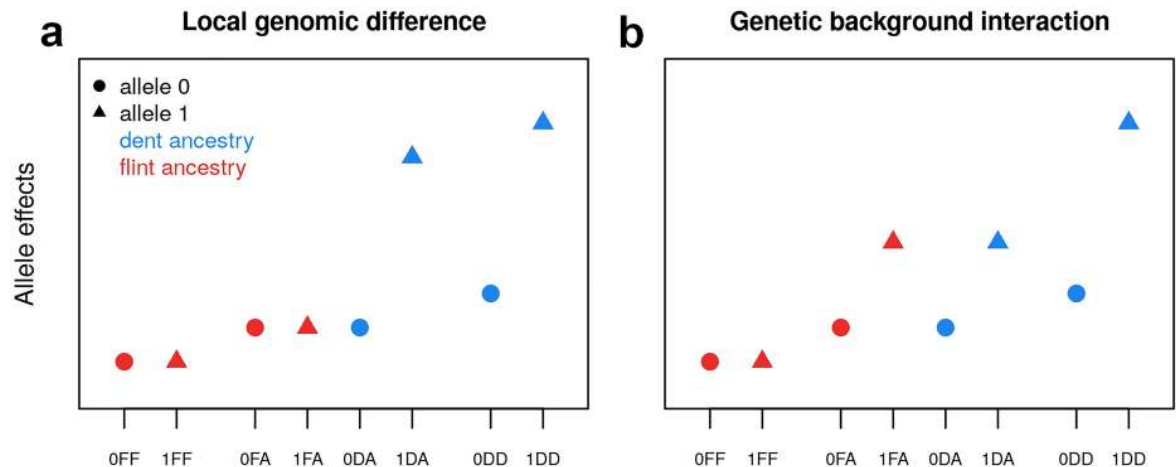 a
Local genomic difference
allele 0
allele 1
dent ancestry
flint ancestry
Allele effects
0FF 1FF 0FA 1FA 0DA 1DA 0DD 1DD
b
Genetic background interaction
0FF 1FF 0FA 1FA 0DA 1DA 0DD 1DD